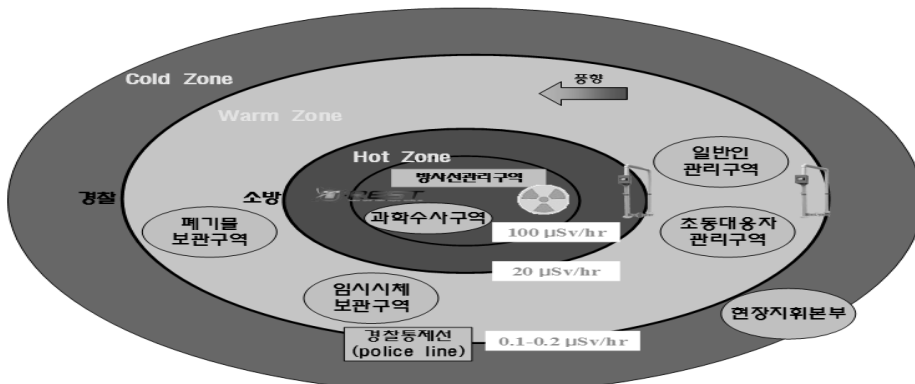 Cold Zone
풍향
Warm Zone
Hot Zone
일반인
관리구역
방사선관리구역
경찰
소방
과학수사구역
폐기물
보관구역
초동대응자
관리구역
100 μSv/hr
20 μSv/hr
임시시체
보관구역
현장지휘본부
경찰통제선
(police line)
0.1-0.2 μSv/hr